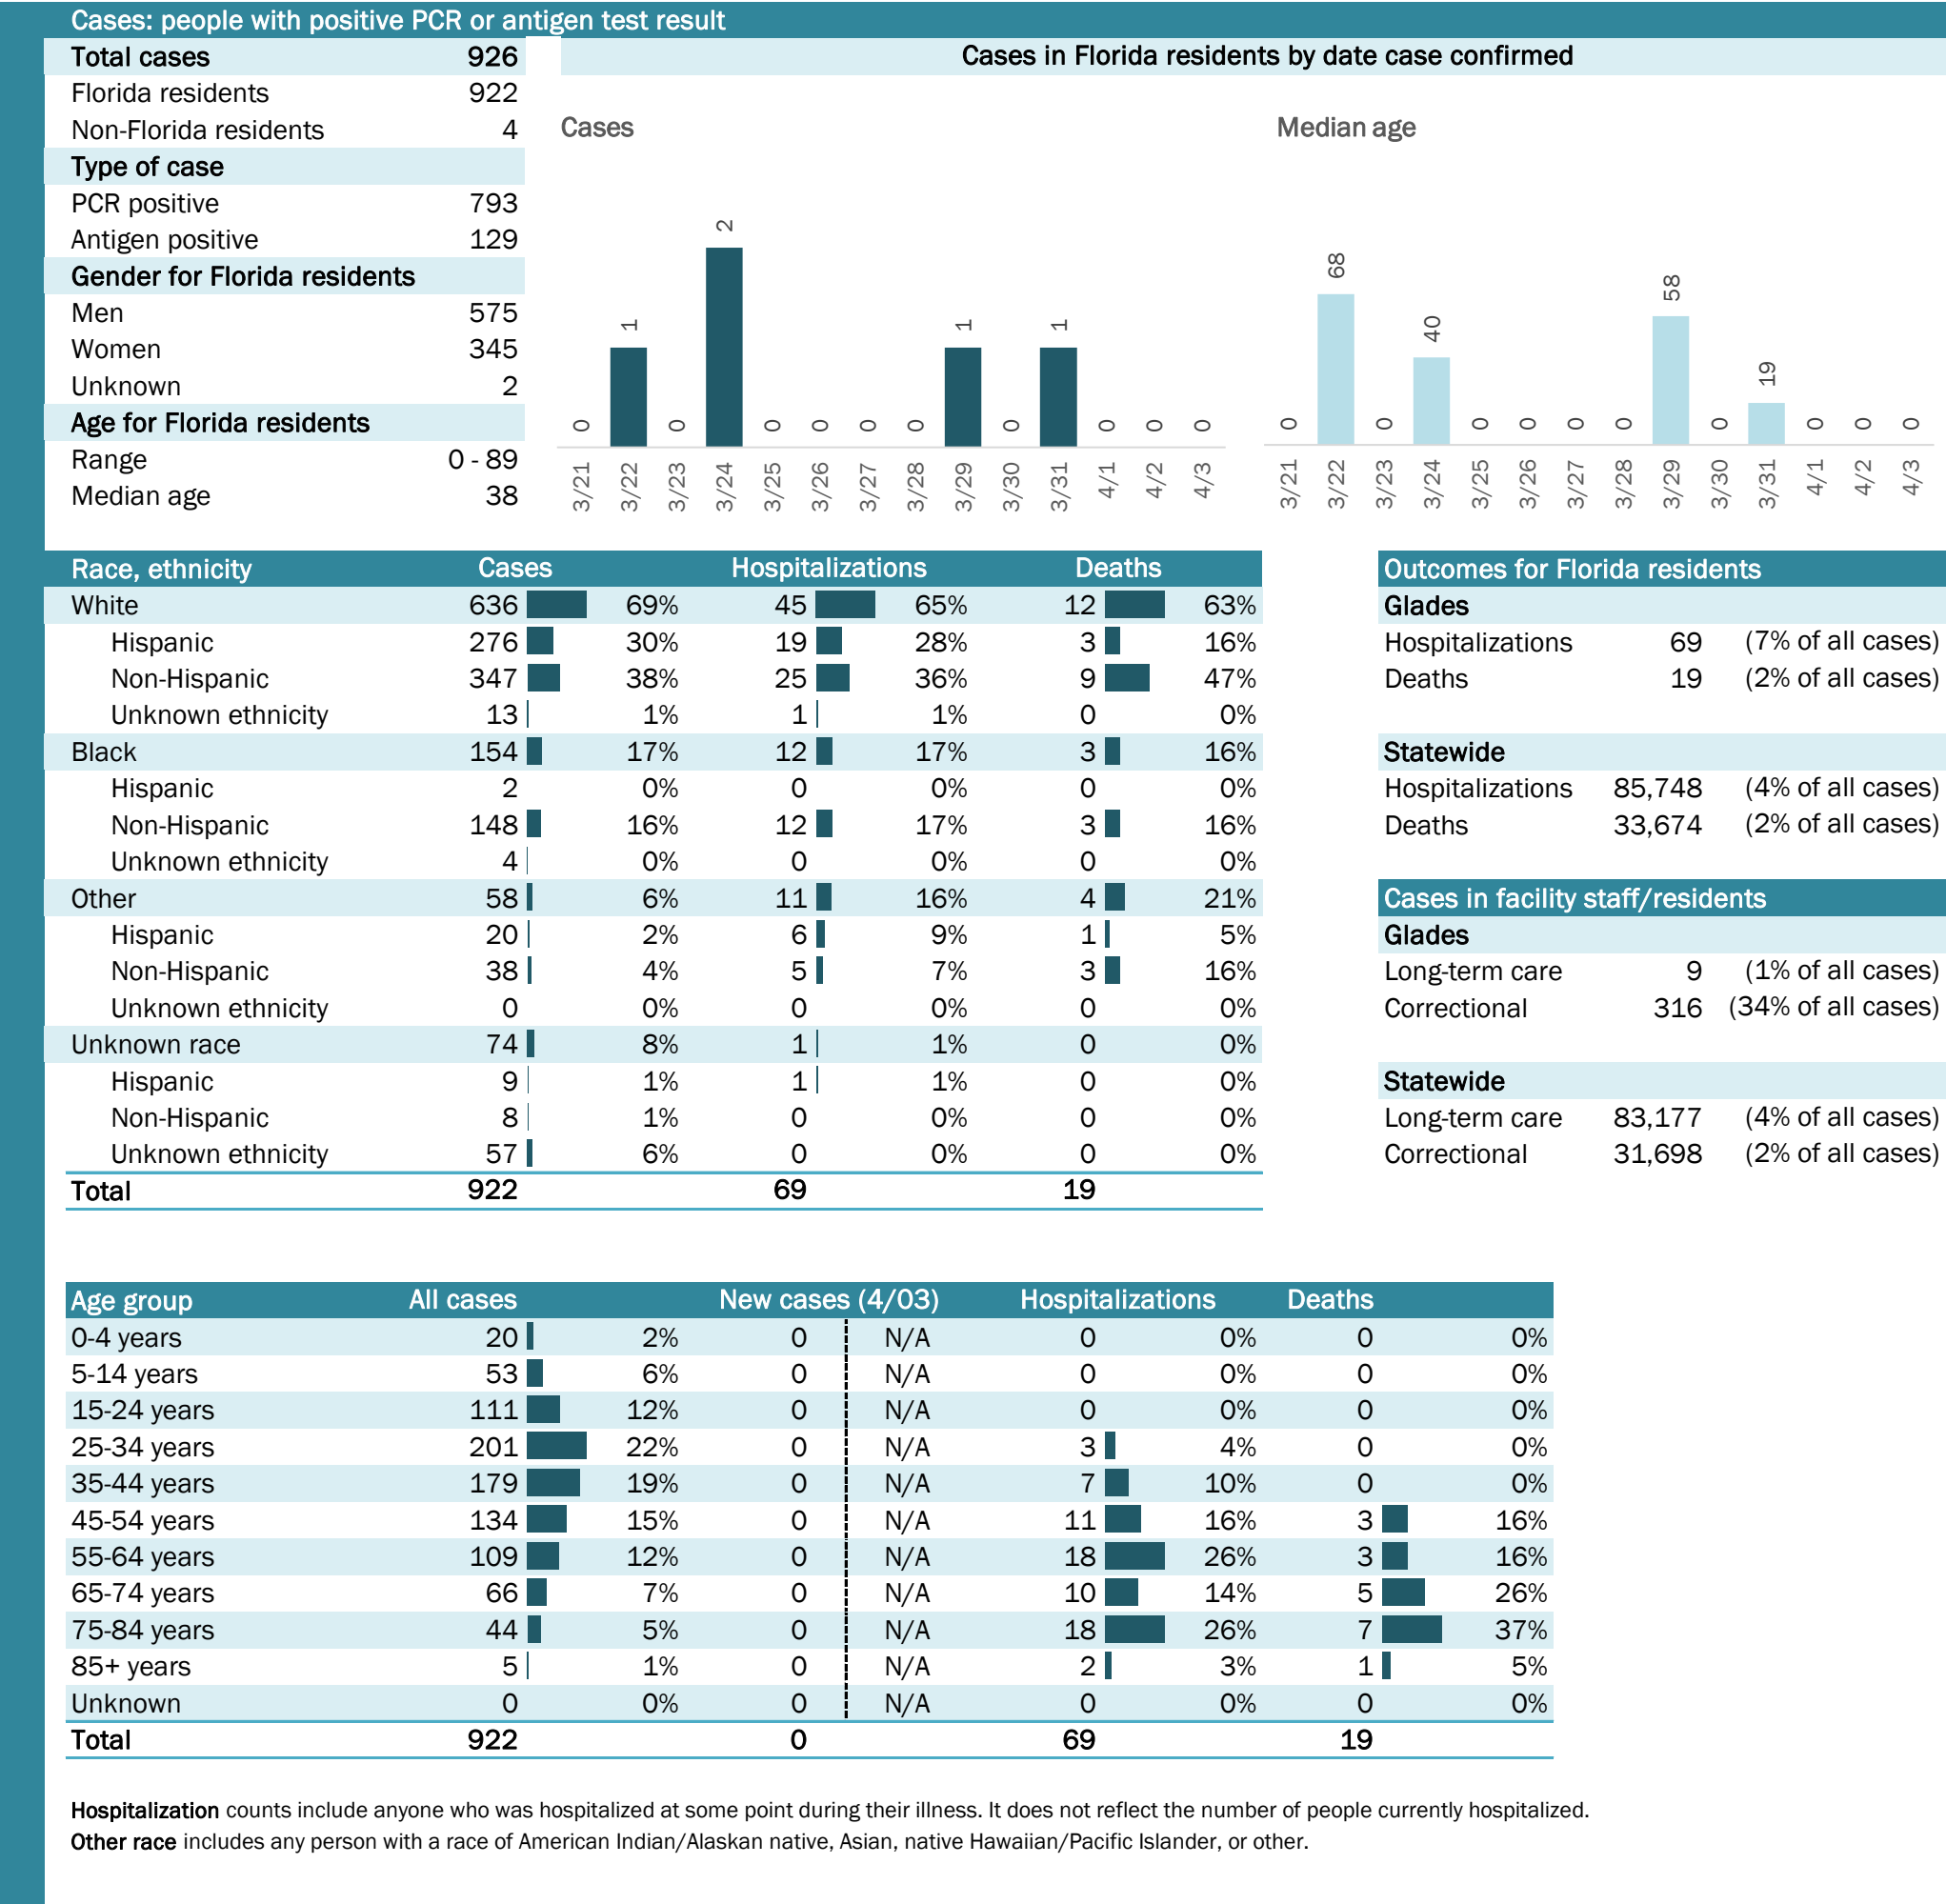 Cases: people with positive PCR or antigen test result
Total cases 926
Florida residents 922
Non-Florida residents 4
Type of case
PCR positive 793
Antigen positive 129
Gender for Florida residents
Men 575
Women 345
Unknown 2
Age for Florida residents
Range 0 - 89
Median age 38
Cases in Florida residents by date case confirmed
Cases
0 1 0 2 0 0 0 0 1 0 1 0 0 0
3/21 3/22 3/23 3/24 3/25 3/26 3/27 3/28 3/29 3/30 3/31 4/1 4/2 4/3
Median age
0 68 0 40 0 0 0 0 58 0 19 0 0 0
3/21 3/22 3/23 3/24 3/25 3/26 3/27 3/28 3/29 3/30 3/31 4/1 4/2 4/3
Race, ethnicity Cases Hospitalizations Deaths
White 636 69% 45 65% 12 63%
Hispanic 276 30% 19 28% 3 16%
Non-Hispanic 347 38% 25 36% 9 47%
Unknown ethnicity 13 1% 1 1% 0 0%
Black 154 17% 12 17% 3 16%
Hispanic 2 0% 0 0% 0 0%
Non-Hispanic 148 16% 12 17% 3 16%
Unknown ethnicity 4 0% 0 0% 0 0%
Other 58 6% 11 16% 4 21%
Hispanic 20 2% 6 9% 1 5%
Non-Hispanic 38 4% 5 7% 3 16%
Unknown ethnicity 0 0% 0 0% 0 0%
Unknown race 74 8% 1 1% 0 0%
Hispanic 9 1% 1 1% 0 0%
Non-Hispanic 8 1% 0 0% 0 0%
Unknown ethnicity 57 6% 0 0% 0 0%
Total 922 69 19
Outcomes for Florida residents
Glades
Hospitalizations 69 (7% of all cases)
Deaths 19 (2% of all cases)
Statewide
Hospitalizations 85,748 (4% of all cases)
Deaths 33,674 (2% of all cases)
Cases in facility staff/residents
Glades
Long-term care 9 (1% of all cases)
Correctional 316 (34% of all cases)
Statewide
Long-term care 83,177 (4% of all cases)
Correctional 31,698 (2% of all cases)
Age group All cases New cases (4/03) Hospitalizations Deaths
0-4 years 20 2% 0 N/A 0 0% 0 0%
5-14 years 53 6% 0 N/A 0 0% 0 0%
15-24 years 111 12% 0 N/A 0 0% 0 0%
25-34 years 201 22% 0 N/A 3 4% 0 0%
35-44 years 179 19% 0 N/A 7 10% 0 0%
45-54 years 134 15% 0 N/A 11 16% 3 16%
55-64 years 109 12% 0 N/A 18 26% 3 16%
65-74 years 66 7% 0 N/A 10 14% 5 26%
75-84 years 44 5% 0 N/A 18 26% 7 37%
85+ years 5 1% 0 N/A 2 3% 1 5%
Unknown 0 0% 0 N/A 0 0% 0 0%
Total 922 0 69 19
Hospitalization counts include anyone who was hospitalized at some point during their illness. It does not reflect the number of people currently hospitalized.
Other race includes any person with a race of American Indian/Alaskan native, Asian, native Hawaiian/Pacific Islander, or other.